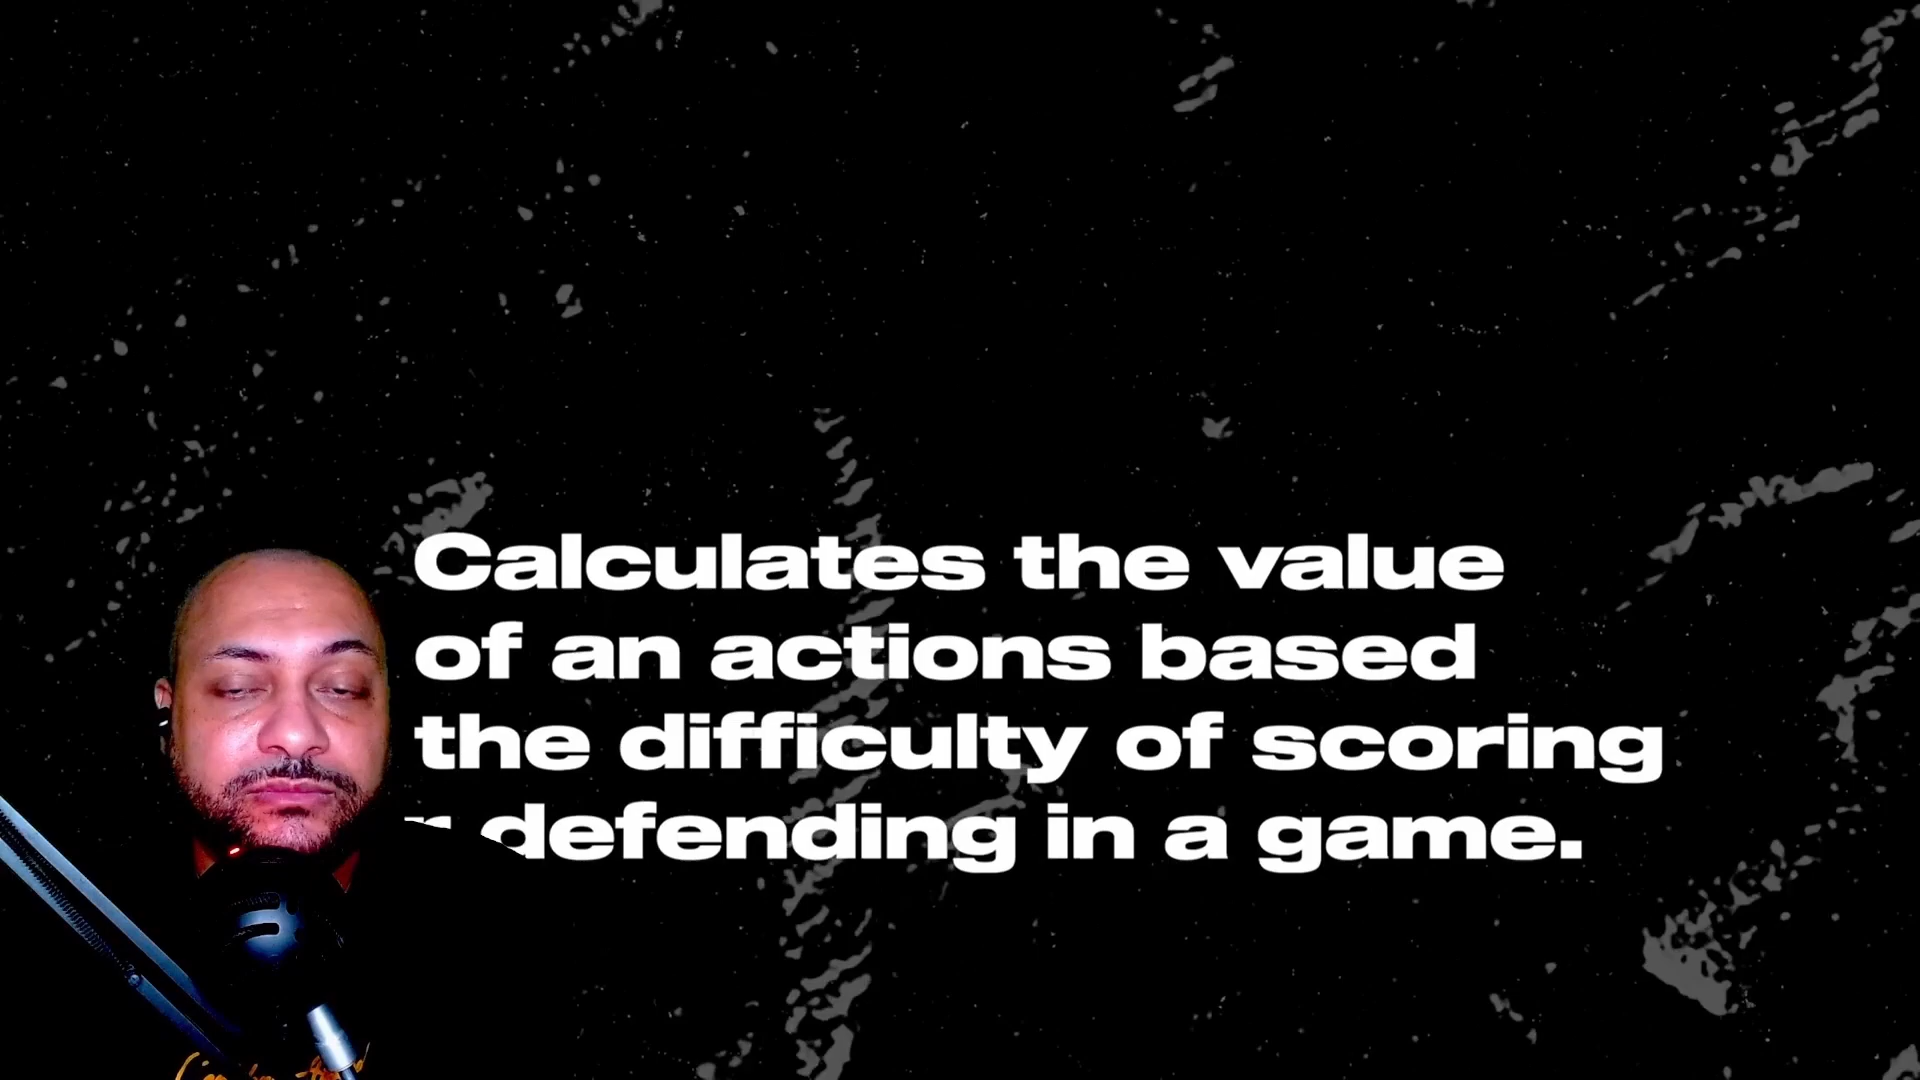 Calculates the value
of an actions based
the difficulty of scoring
defending in a game.